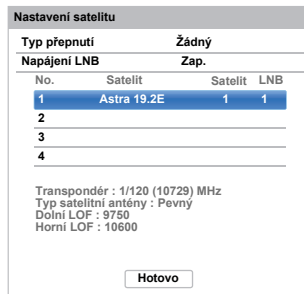 Nastavení satelitu
Typ přepnutí Žádný
Napájení LNB Zap.
No. Satelit Satelit LNB
1 Astra 19.2E 1 1
2
3
4
Transpondér : 1/120 (10729) MHz
Typ satelitní antény : Pevný
Dolní LOF : 9750
Horní LOF : 10600
Hotovo